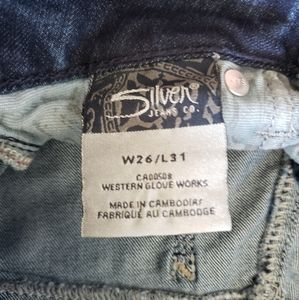 Silver
JEANS CO.
W26/L31
CA00508
WESTERN GLOVE WORKS
MADE IN CAMBODIA
FABRIQUÉ AU CAMBODGE